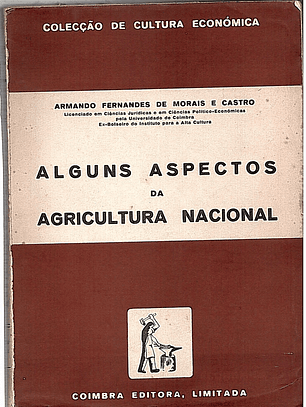 COLECÇÃO DE CULTURA ECONÓMICA
ARMANDO FERNANDES DE MORAIS E CASTRO
Licenciado em Ciências Jurídicas e em Ciências Político-Económicas
pela Universidade de Coimbra
Ex-Bolseiro do Instituto para a Alta Cultura
ALGUNS ASPECTOS
DA
AGRICULTURA NACIONAL
COIMBRA EDITORA, LIMITADA